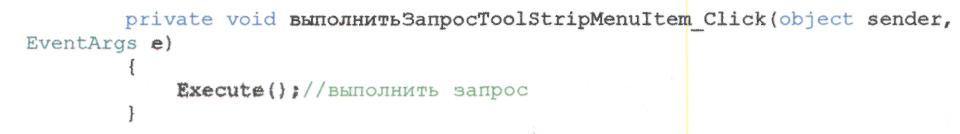 private void выполнитьЗапросToolStripMenuItem_Click(object sender,
EventArgs e)
{
Execute();//выполнить запрос
}